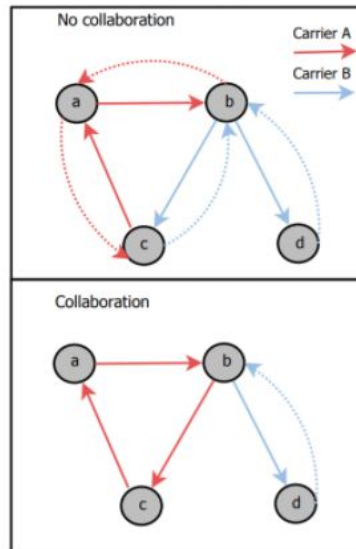 No collaboration
Carrier A
Carrier B
a
b
c
d
Collaboration
a
b
c
d